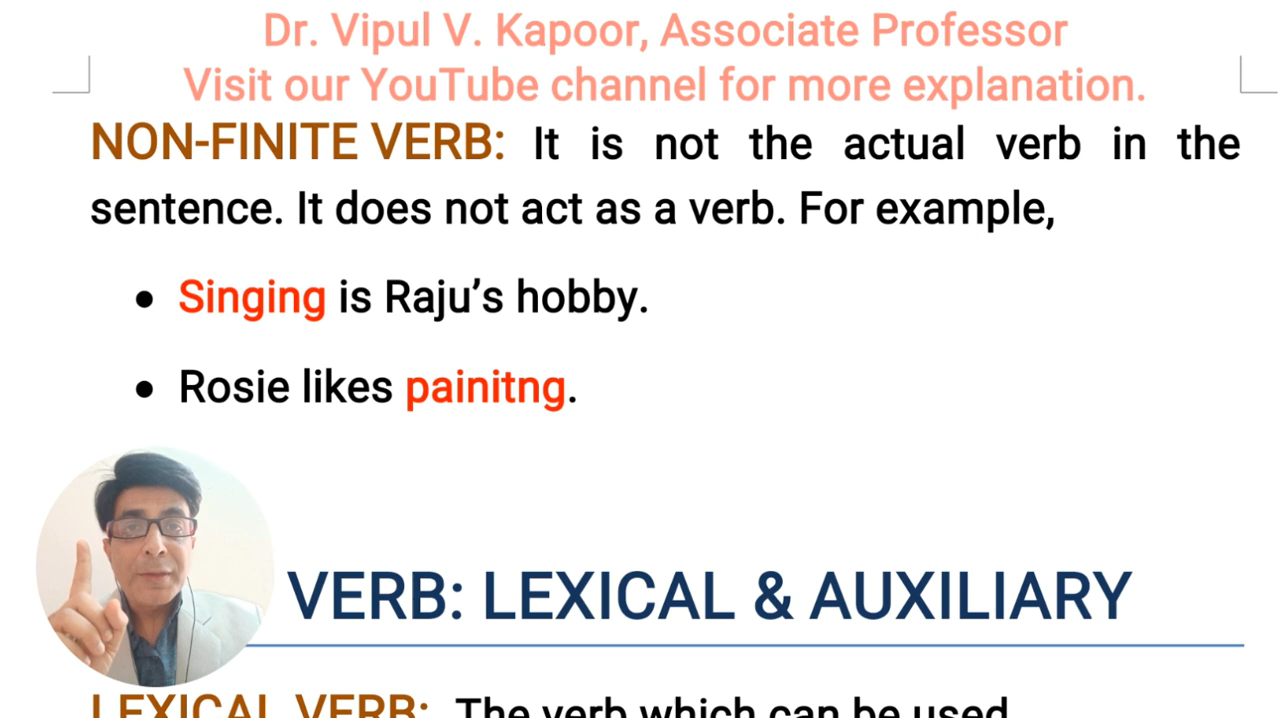 Dr. Vipul V. Kapoor, Associate Professor
Visit our YouTube channel for more explanation.
NON-FINITE VERB: It is not the actual verb in the
sentence. It does not act as a verb. For example,
• Singing is Raju’s hobby.
• Rosie likes painitng.
VERB: LEXICAL & AUXILIARY
LEXICAL VERB: The verb which can be used